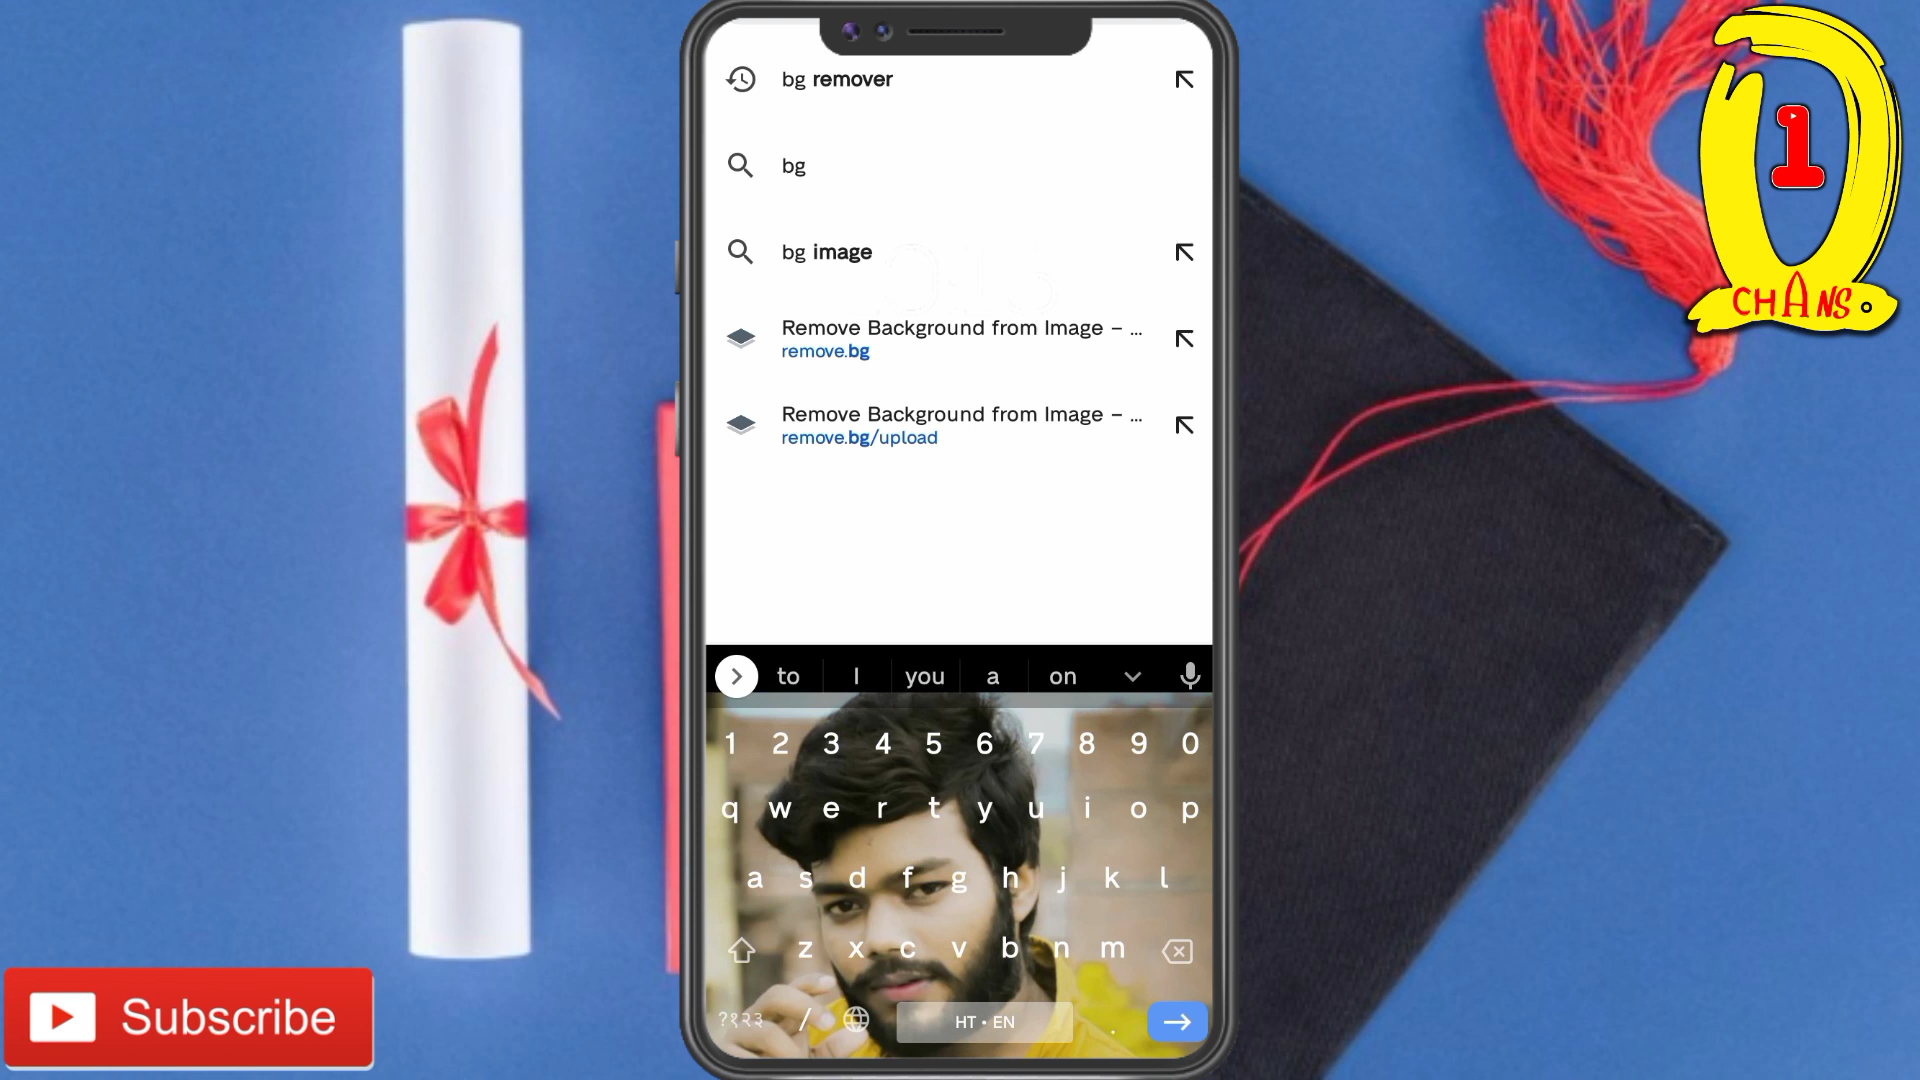 bg remover
bg
bg image
Remove Background from Image – ...
remove.bg
Remove Background from Image – ...
remove.bg/upload
to I you a on
1 2 3 4 5 6 7 8 9 0
q w e r t y u i o p
a s d f g h j k l
z x c v b n m
?१२३ / HT • EN .
1
CHANS.
Subscribe